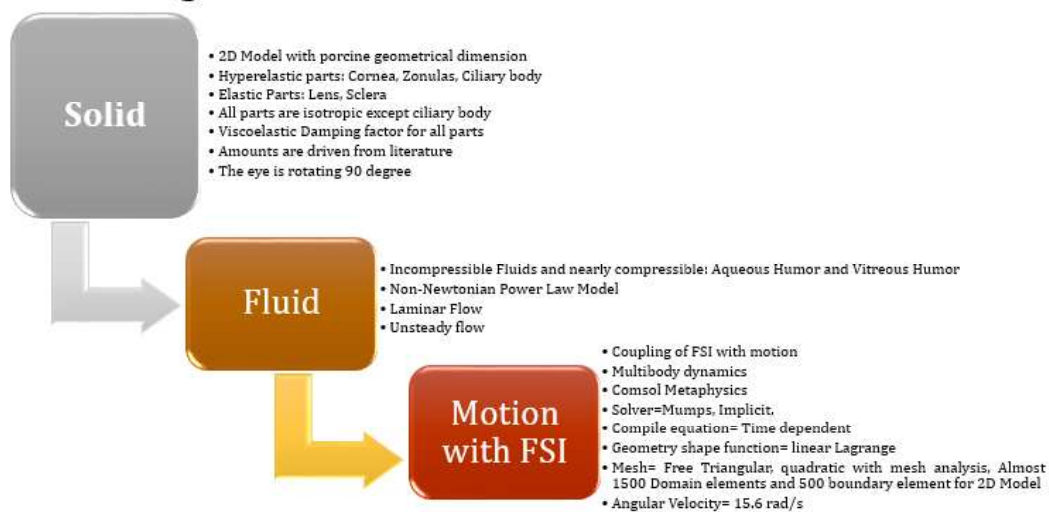 Solid
• 2D Model with porcine geometrical dimension
• Hyperelastic parts: Cornea, Zonulas, Ciliary body
• Elastic Parts: Lens, Sclera
• All parts are isotropic except ciliary body
• Viscoelastic Damping factor for all parts
• Amounts are driven from literature
• The eye is rotating 90 degree
Fluid
• Incompressible Fluids and nearly compressible: Aqueous Humor and Vitreous Humor
• Non-Newtonian Power Law Model
• Laminar Flow
• Unsteady flow
Motion
with FSI
• Coupling of FSI with motion
• Multibody dynamics
• Comsol Metaphysics
• Solver=Mumps, Implicit,
• Compile equation= Time dependent
• Geometry shape function= linear Lagrange
• Mesh= Free Triangular, quadratic with mesh analysis, Almost
1500 Domain elements and 500 boundary element for 2D Model
• Angular Velocity= 15.6 rad/s